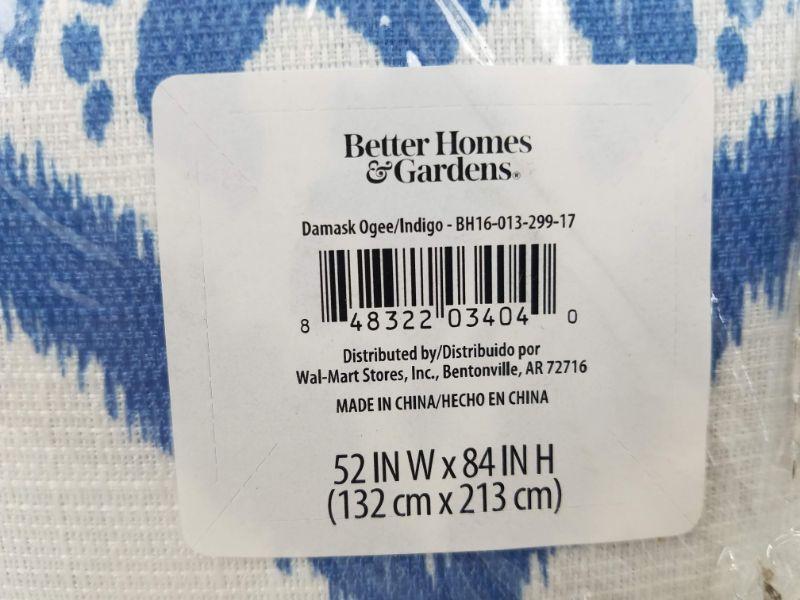 Better Homes
& Gardens®
Damask Ogee/Indigo - BH16-013-299-17
8 48322 03404 0
Distributed by/Distribuido por
Wal-Mart Stores, Inc., Bentonville, AR 72716
MADE IN CHINA/HECHO EN CHINA
52 IN W x 84 IN H
(132 cm x 213 cm)